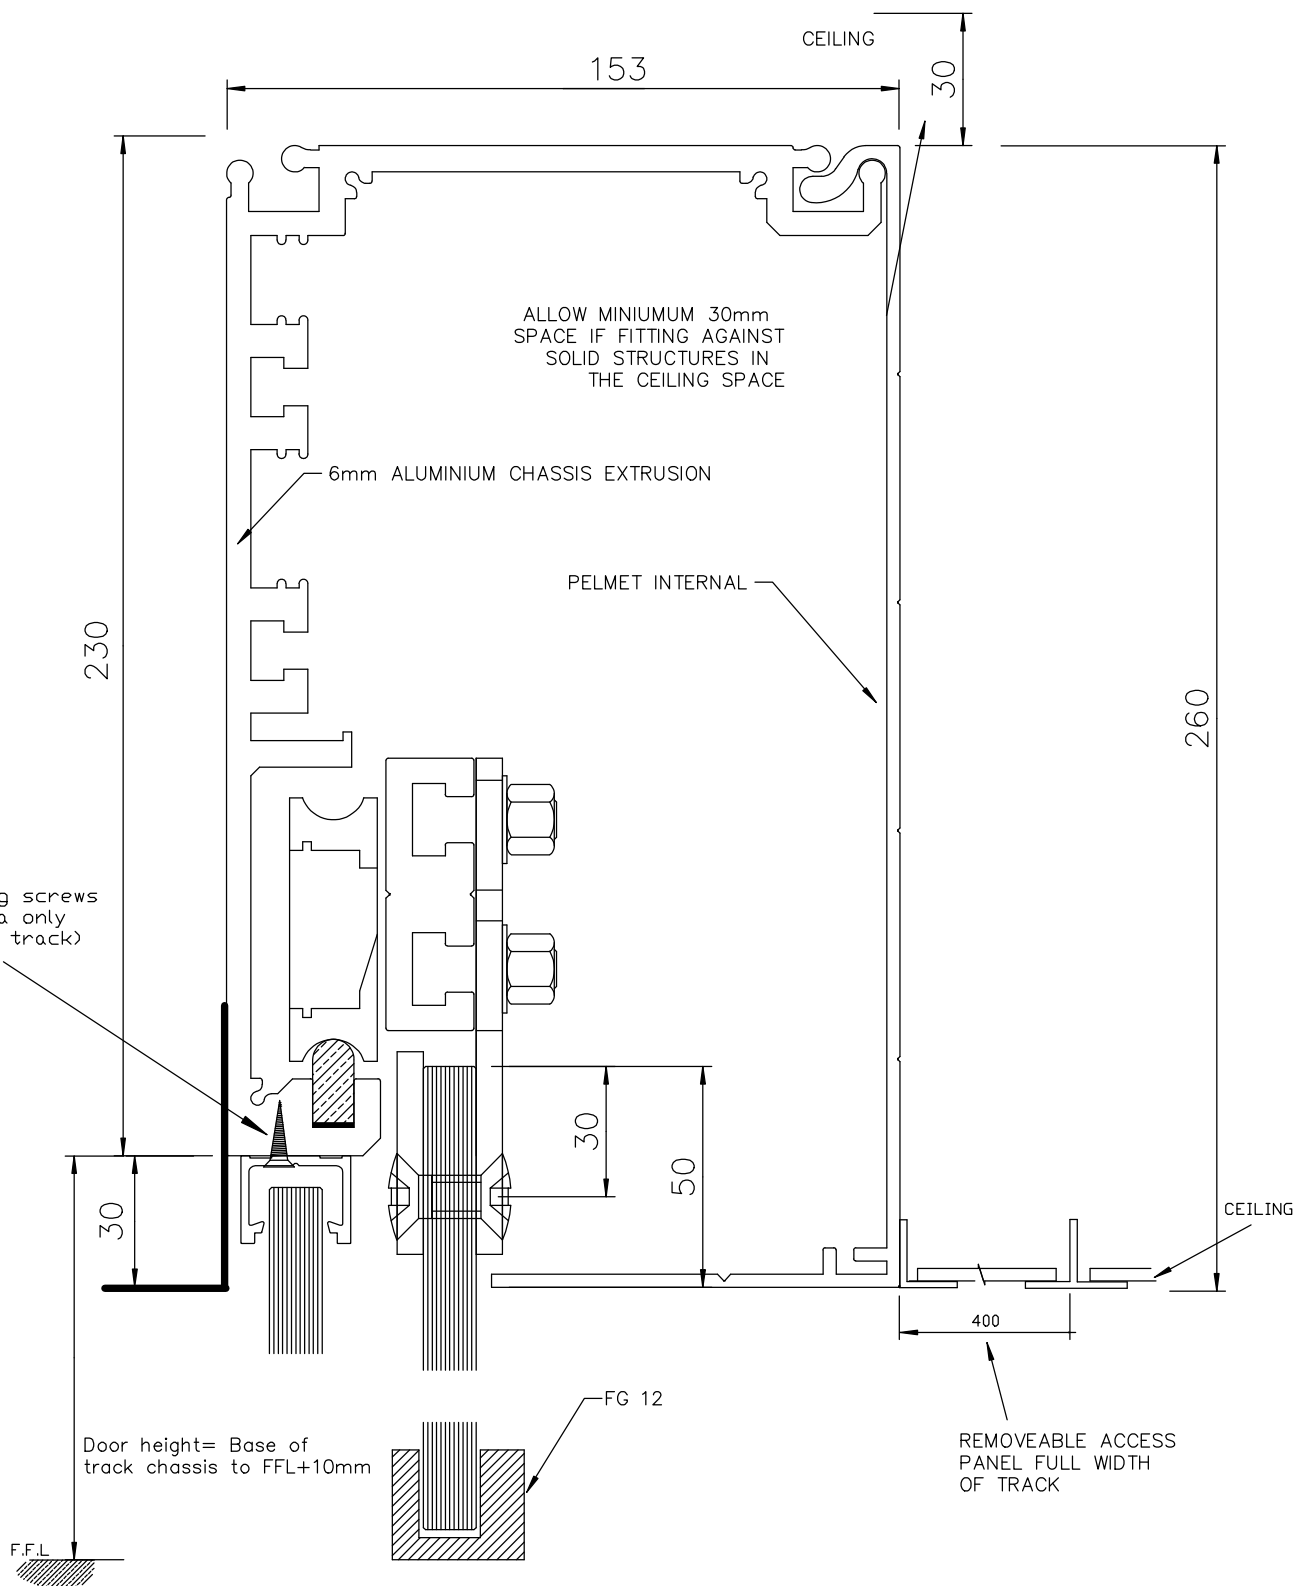 CEILING
153
30
ALLOW MINIUMUM 30mm
SPACE IF FITTING AGAINST
SOLID STRUCTURES IN
THE CEILING SPACE
6mm ALUMINIUM CHASSIS EXTRUSION
PELMET INTERNAL
230
260
screws
only
track)
30
50
30
CEILING
400
FG 12
Door height= Base of
track chassis to FFL+10mm
REMOVEABLE ACCESS
PANEL FULL WIDTH
OF TRACK
F.F.L